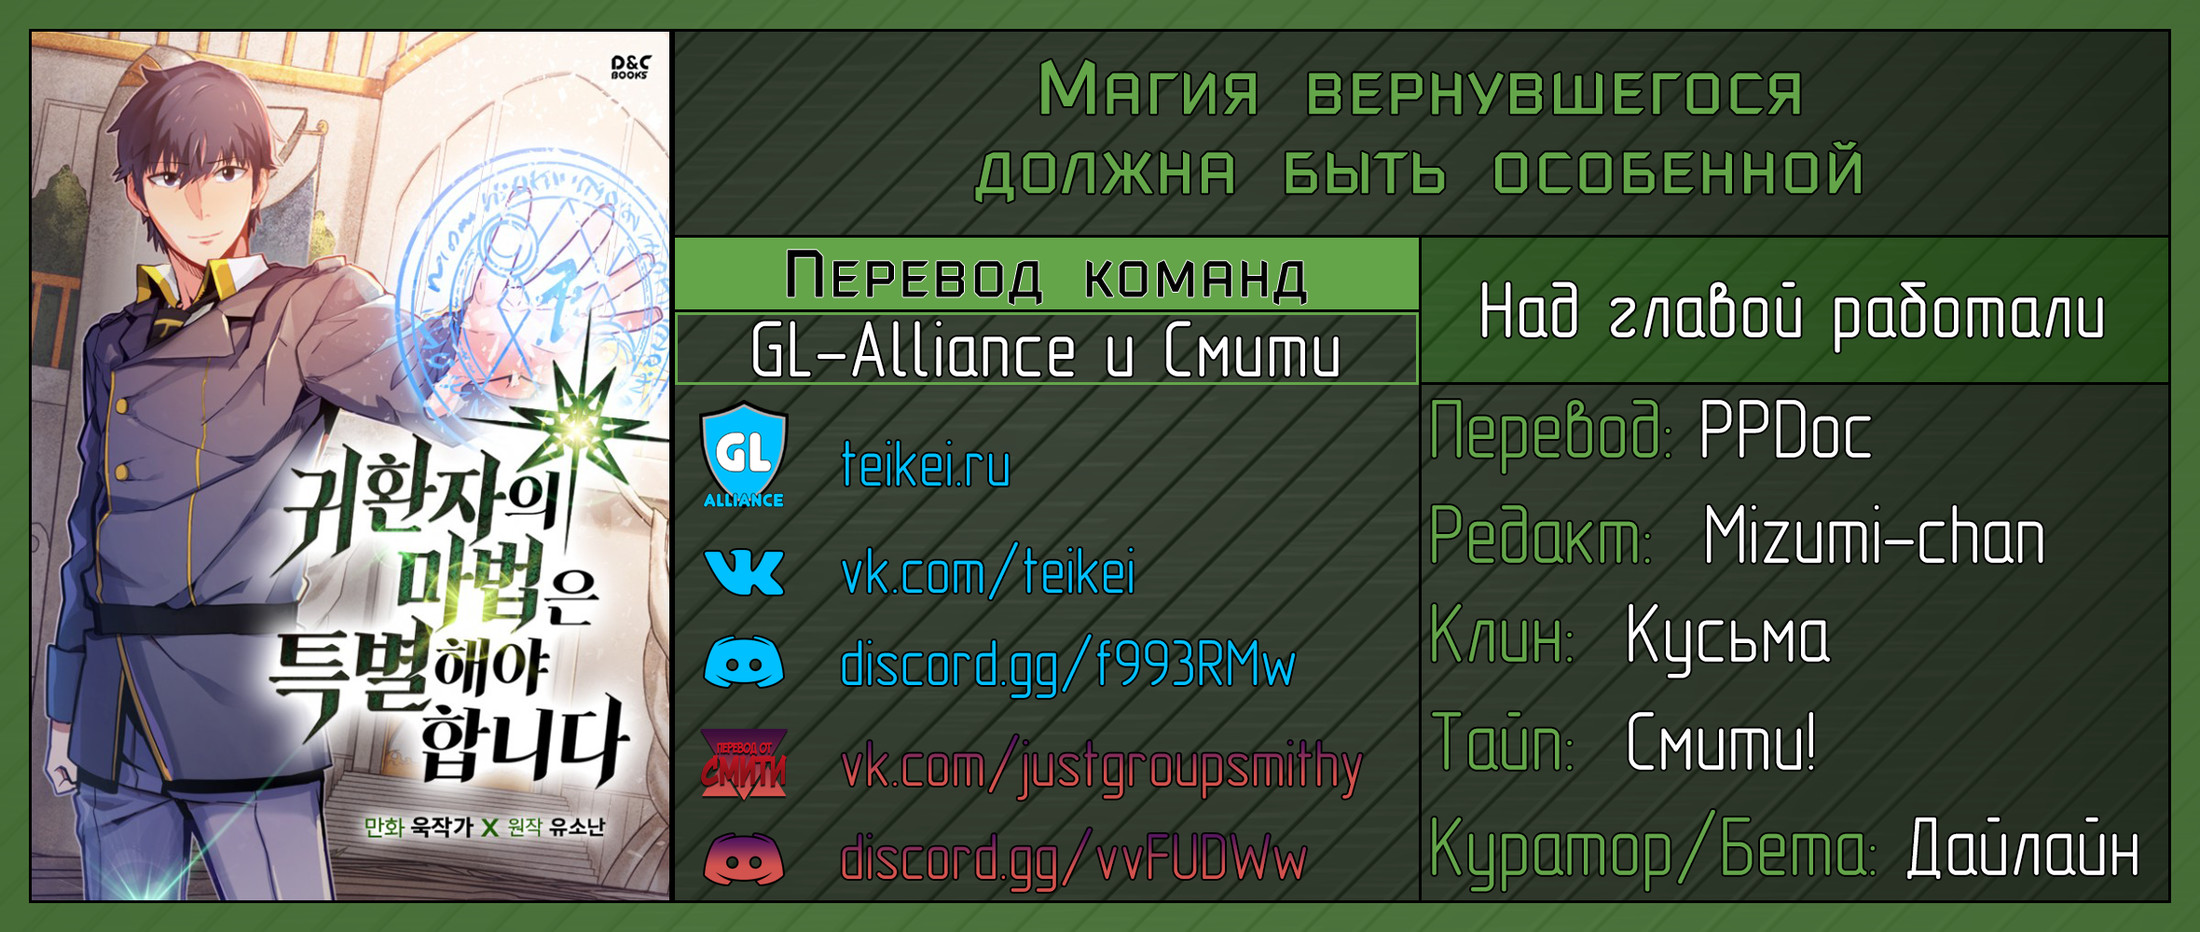 D&C
BOOKS
귀환자의
마법은
특별해야
합니다
만화 욱작가 X 원작 유소난
Магия вернувшегося
должна быть особенной
Перевод команд
GL-Alliance и Смити
GL
ALLIANCE
teikei.ru
vk.com/teikei
discord.gg/f993RMw
ПЕРЕВОД ОТ
СМИТИ
vk.com/justgroupsmithy
discord.gg/vvFUDWw
Над главой работали
Перевод: PPDoc
Редакт: Mizumi-chan
Клин: Кусьма
Тайп: Смити!
Куратор/Бета: Дайлайн